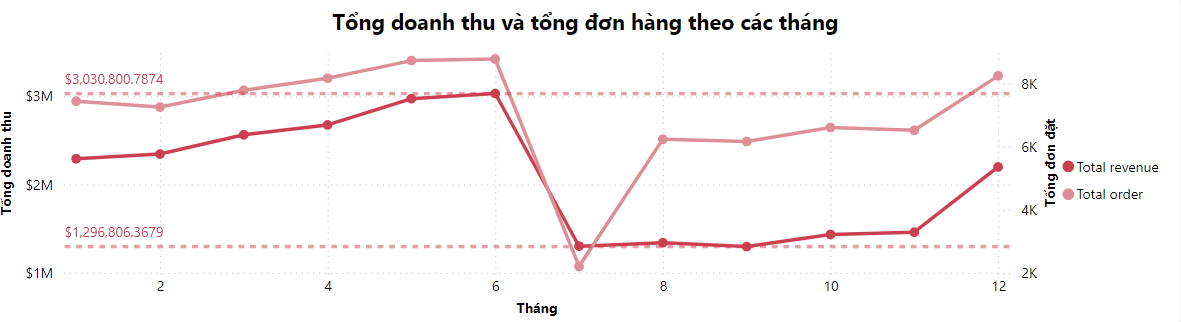 Tổng doanh thu và tổng đơn hàng theo các tháng
Tổng doanh thu
$3M
$2M
$1M
$3,030,800.7874
$1,296,806.3679
8K
6K
4K
2K
Tổng đơn đặt
Total revenue
Total order
2
4
6
8
10
12
Tháng